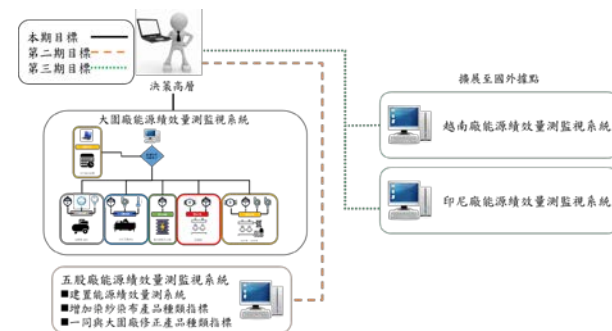 本期目標
第二期目標
第三期目標
決策高層
大園廠能源績效量測監視系統
擴展至國外據點
越南廠能源績效量測監視系統
印尼廠能源績效量測監視系統
五股廠能源績效量測監視系統
■建置能源績效量測系統
■增加染紗染布產品種類指標
■一同與大園廠修正產品種類指標